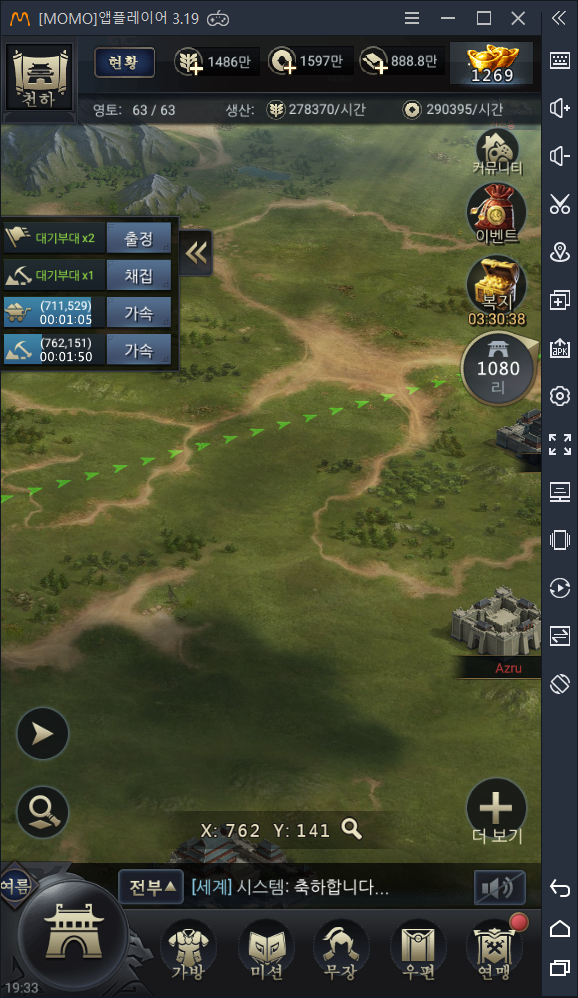 [MOMO]앱플레이어 3.19
천하
현황
1486만
1597만
888.8만
1269
영토: 63 / 63
생산: 278370/시간
290395/시간
커뮤니티
대기부대 x2
출정
이벤트
대기부대 x1
채집
(711,529)
00:01:05
가속
복지
03:30:38
(762,151)
00:01:50
가속
1080
리
APK
Azru
X: 762 Y: 141
더 보기
여름
전부
[세계] 시스템: 축하합니다...
가방
미션
무장
우편
연맹
19:33